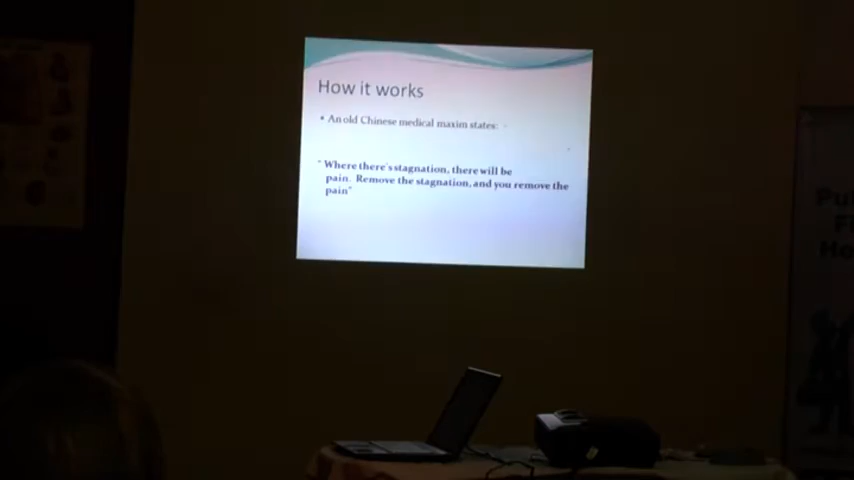 How it works
• An old Chinese medical maxim states: -
" Where there's stagnation, there will be
pain. Remove the stagnation, and you remove the
pain"